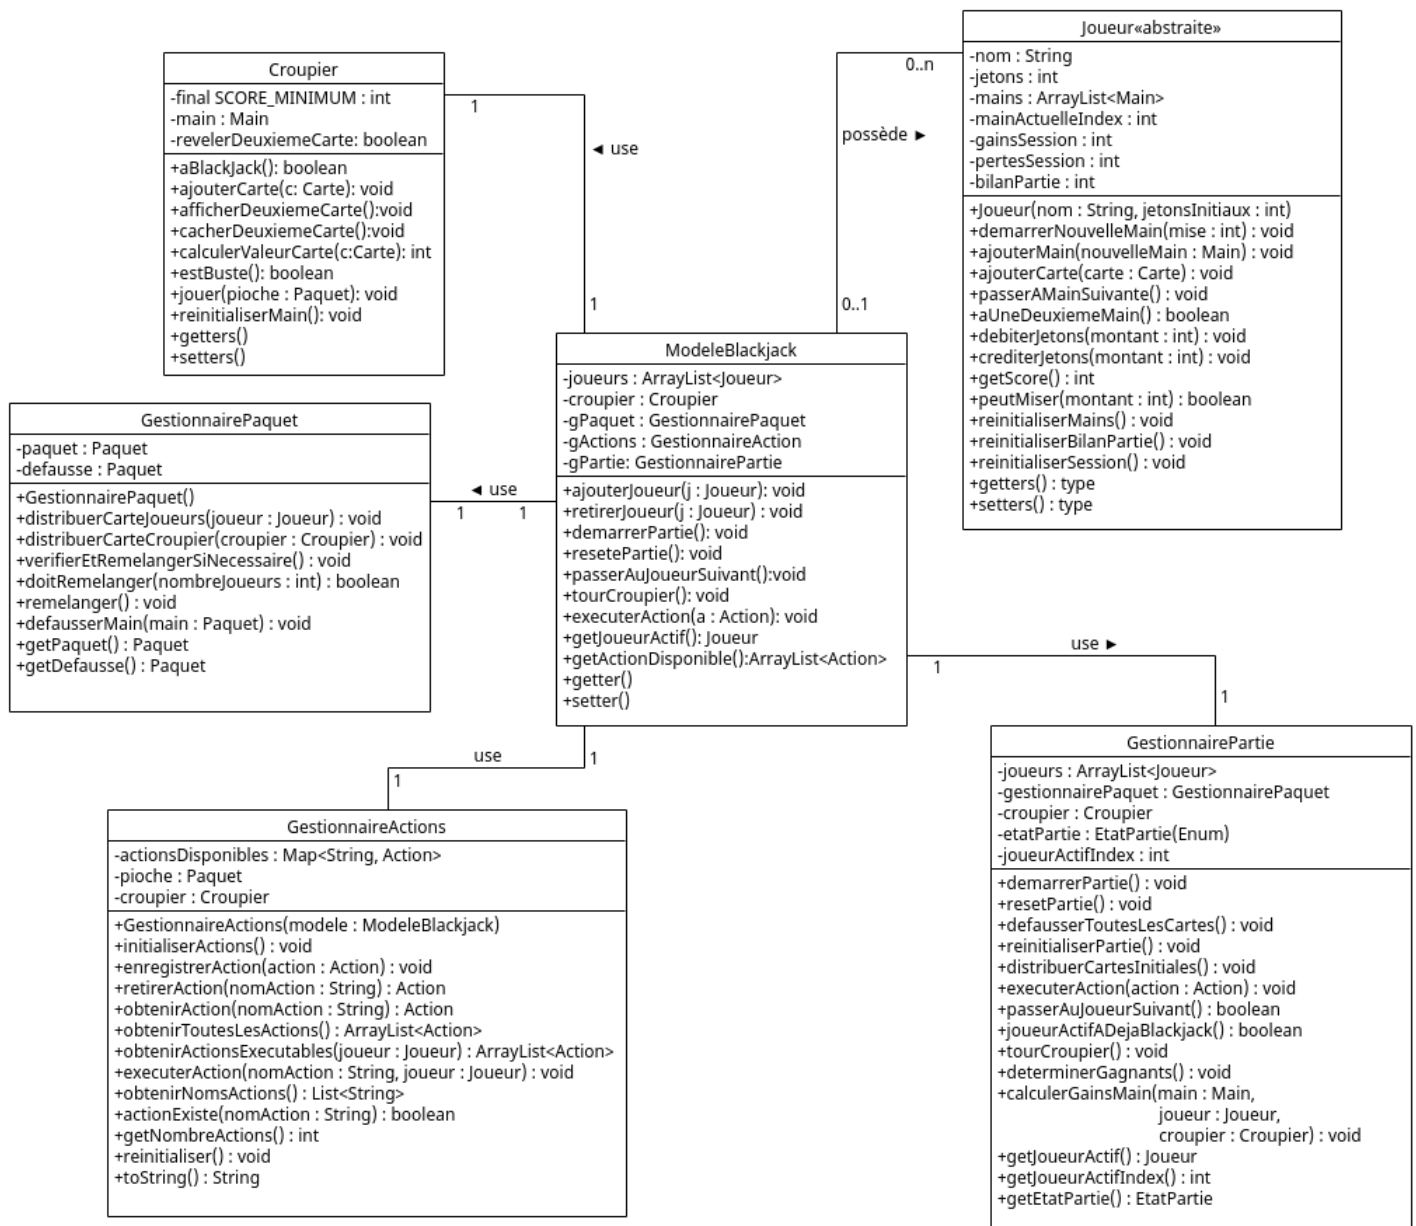 Croupier
-final SCORE_MINIMUM : int
-main : Main
-revelerDeuxiemeCarte: boolean
+aBlackJack(): boolean
+ajouterCarte(c: Carte): void
+afficherDeuxiemeCarte():void
+cacherDeuxiemeCarte():void
+calculerValeurCarte(c:Carte): int
+estBuste(): boolean
+jouer(pioche : Paquet): void
+reinitialiserMain(): void
+getters()
+setters()
1
◄ use
1
Joueur«abstraite»
-nom : String
-jetons : int
-mains : ArrayList<Main>
-mainActuelleIndex : int
-gainsSession : int
-pertesSession : int
-bilanPartie : int
+Joueur(nom : String, jetonsInitiaux : int)
+demarrerNouvelleMain(mise : int) : void
+ajouterMain(nouvelleMain : Main) : void
+ajouterCarte(carte : Carte) : void
+passerAMainSuivante() : void
+aUneDeuxiemeMain() : boolean
+debiterJetons(montant : int) : void
+crediterJetons(montant : int) : void
+getScore() : int
+peutMiser(montant : int) : boolean
+reinitialiserMains() : void
+reinitialiserBilanPartie() : void
+reinitialiserSession() : void
+getters() : type
+setters() : type
0..n
possède ►
0..1
ModeleBlackjack
-joueurs : ArrayList<Joueur>
-croupier : Croupier
-gPaquet : GestionnairePaquet
-gActions : GestionnaireAction
-gPartie: GestionnairePartie
+ajouterJoueur(j : Joueur): void
+retirerJoueur(j : Joueur) : void
+demarrerPartie(): void
+resetePartie(): void
+passerAuJoueurSuivant():void
+tourCroupier(): void
+executerAction(a : Action): void
+getJoueurActif(): Joueur
+getActionDisponible():ArrayList<Action>
+getter()
+setter()
GestionnairePaquet
-paquet : Paquet
-defausse : Paquet
+GestionnairePaquet()
+distribuerCarteJoueurs(joueur : Joueur) : void
+distribuerCarteCroupier(croupier : Croupier) : void
+verifierEtRemelangerSiNecessaire() : void
+doitRemelanger(nombreJoueurs : int) : boolean
+remelanger() : void
+defausserMain(main : Paquet) : void
+getPaquet() : Paquet
+getDefausse() : Paquet
◄ use
1 1
use ►
1
1
use
1
1
GestionnaireActions
-actionsDisponibles : Map<String, Action>
-pioche : Paquet
-croupier : Croupier
+GestionnaireActions(modele : ModeleBlackjack)
+initialiserActions() : void
+enregistrerAction(action : Action) : void
+retirerAction(nomAction : String) : Action
+obtenirAction(nomAction : String) : Action
+obtenirToutesLesActions() : ArrayList<Action>
+obtenirActionsExecutables(joueur : Joueur) : ArrayList<Action>
+executerAction(nomAction : String, joueur : Joueur) : void
+obtenirNomsActions() : List<String>
+actionExiste(nomAction : String) : boolean
+getNombreActions() : int
+reinitialiser() : void
+toString() : String
GestionnairePartie
-joueurs : ArrayList<Joueur>
-gestionnairePaquet : GestionnairePaquet
-croupier : Croupier
-etatPartie : EtatPartie(Enum)
-joueurActifIndex : int
+demarrerPartie() : void
+resetPartie() : void
+defausserToutesLesCartes() : void
+reinitialiserPartie() : void
+distribuerCartesInitiales() : void
+executerAction(action : Action) : void
+passerAuJoueurSuivant() : boolean
+joueurActifADejaBlackjack() : boolean
+tourCroupier() : void
+determinerGagnants() : void
+calculerGainsMain(main : Main,
joueur : Joueur,
croupier : Croupier) : void
+getJoueurActif() : Joueur
+getJoueurActifIndex() : int
+getEtatPartie() : EtatPartie